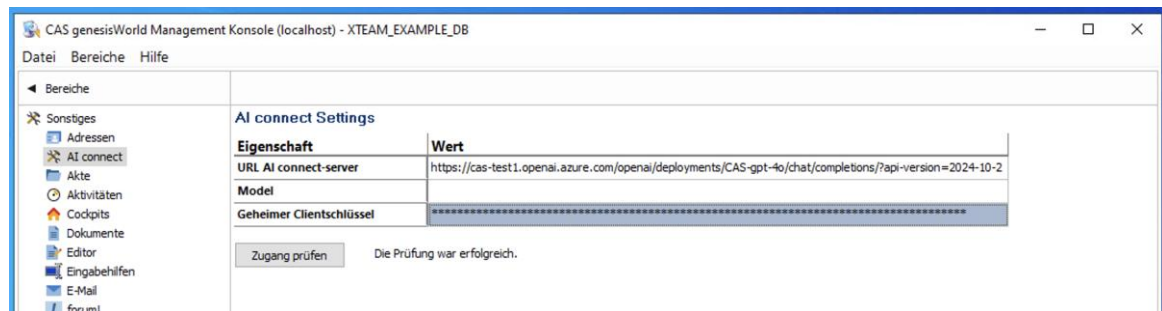 CAS genesisWorld Management Konsole (localhost) - XTEAM_EXAMPLE_DB
Datei Bereiche Hilfe
Bereiche
Sonstiges
Adressen
AI connect
Akte
Aktivitäten
Cockpits
Dokumente
Editor
Eingabehilfen
E-Mail
forum!
AI connect Settings
Eigenschaft Wert
URL AI connect-server https://cas-test1.openai.azure.com/openai/deployments/CAS-gpt-4o/chat/completions/?api-version=2024-10-2
Model
Geheimer Clientschlüssel ************************************************************************************
Zugang prüfen Die Prüfung war erfolgreich.